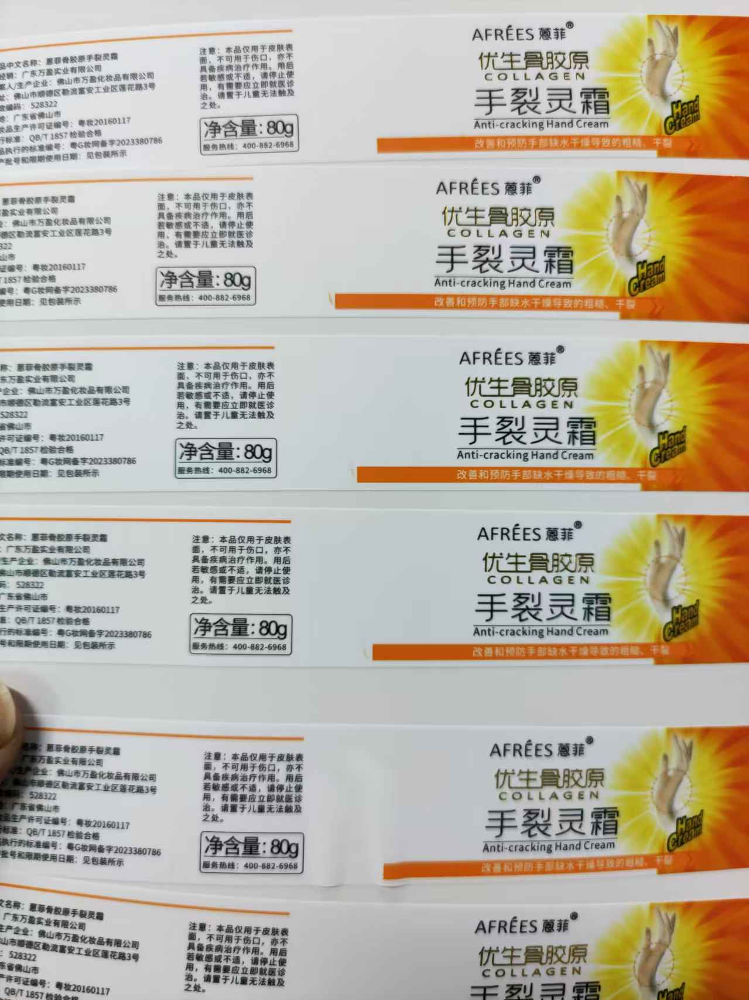 品中文名称：蒽菲骨胶原手裂灵霜
经销：广东万盈实业有限公司
案人/生产企业：佛山市万盈化妆品有限公司
址：佛山市顺德区勒流富安工业区莲花路3号
政编码：528322
地：广东省佛山市
妆品生产许可证编号：粤妆20160117
行标准：QB/T 1857 检验合格
品执行的标准编号：粤G妆网备字2023380786
产批号和限期使用日期：见包装所示
注意：本品仅用于皮肤表
面，不可用于伤口，亦不
具备疾病治疗作用。用后
若敏感或不适，请停止使
用，有需要应立即就医诊
治。请置于儿童无法触及
之处。
净含量：80g
服务热线：400-882-6968
AFRÉES 蒽菲®
优生骨胶原
COLLAGEN
手裂灵霜
Anti-cracking Hand Cream
改善和预防手部缺水干燥导致的粗糙、干裂
Hand
Cream
蒽菲骨胶原手裂灵霜
盈实业有限公司
：佛山市万盈化妆品有限公司
德区勒流富安工业区莲花路3号
322
山市
证编号：粤妆20160117
T 1857 检验合格
编号：粤G妆网备字2023380786
使用日期：见包装所示
注意：本品仅用于皮肤表
面，不可用于伤口，亦不
具备疾病治疗作用。用后
若敏感或不适，请停止使
用，有需要应立即就医诊
治。请置于儿童无法触及
之处。
净含量：80g
服务热线：400-882-6968
AFRÉES 蒽菲®
优生骨胶原
COLLAGEN
手裂灵霜
Anti-cracking Hand Cream
改善和预防手部缺水干燥导致的粗糙、干裂
Hand
Cream
称：蒽菲骨胶原手裂灵霜
东万盈实业有限公司
产企业：佛山市万盈化妆品有限公司
市顺德区勒流富安工业区莲花路3号
528322
省佛山市
许可证编号：粤妆20160117
QB/T 1857 检验合格
标准编号：粤G妆网备字2023380786
限期使用日期：见包装所示
注意：本品仅用于皮肤表
面，不可用于伤口，亦不
具备疾病治疗作用。用后
若敏感或不适，请停止使
用，有需要应立即就医诊
治。请置于儿童无法触及
之处。
净含量：80g
服务热线：400-882-6968
AFRÉES 蒽菲®
优生骨胶原
COLLAGEN
手裂灵霜
Anti-cracking Hand Cream
改善和预防手部缺水干燥导致的粗糙、干裂
Hand
Cream
文名称：蒽菲骨胶原手裂灵霜
：广东万盈实业有限公司
生产企业：佛山市万盈化妆品有限公司
佛山市顺德区勒流富安工业区莲花路3号
码：528322
广东省佛山市
生产许可证编号：粤妆20160117
准：QB/T 1857 检验合格
行的标准编号：粤G妆网备字2023380786
号和限期使用日期：见包装所示
注意：本品仅用于皮肤表
面，不可用于伤口，亦不
具备疾病治疗作用。用后
若敏感或不适，请停止使
用，有需要应立即就医诊
治。请置于儿童无法触及
之处。
净含量：80g
服务热线：400-882-6968
AFRÉES 蒽菲®
优生骨胶原
COLLAGEN
手裂灵霜
Anti-cracking Hand Cream
改善和预防手部缺水干燥导致的粗糙、干裂
Hand
Cream
名称：蒽菲骨胶原手裂灵霜
广东万盈实业有限公司
/生产企业：佛山市万盈化妆品有限公司
佛山市顺德区勒流富安工业区莲花路3号
编码：528322
：广东省佛山市
妆品生产许可证编号：粤妆20160117
行标准：QB/T 1857 检验合格
品执行的标准编号：粤G妆网备字2023380786
产批号和限期使用日期：见包装所示
注意：本品仅用于皮肤表
面，不可用于伤口，亦不
具备疾病治疗作用。用后
若敏感或不适，请停止使
用，有需要应立即就医诊
治。请置于儿童无法触及
之处。
净含量：80g
服务热线：400-882-6968
AFRÉES 蒽菲®
优生骨胶原
COLLAGEN
手裂灵霜
Anti-cracking Hand Cream
改善和预防手部缺水干燥导致的粗糙、干裂
Hand
Cream
文名称：蒽菲骨胶原手裂灵霜
广东万盈实业有限公司
生产企业：佛山市万盈化妆品有限公司
山市顺德区勒流富安工业区莲花路3号
：528322
东省佛山市
产许可证编号：粤妆20160117
QB/T 1857 检验合格
注意：本品仅用于皮肤表
面，不可用于伤口，亦不
具备疾病治疗作用。用后
若敏感或不适，请停止使
用，有需要应立即就医诊
治。请置于儿童无法触及
之处。
AFRÉES 蒽菲®
优生骨胶原
COLLAGEN
手裂灵霜
Hand